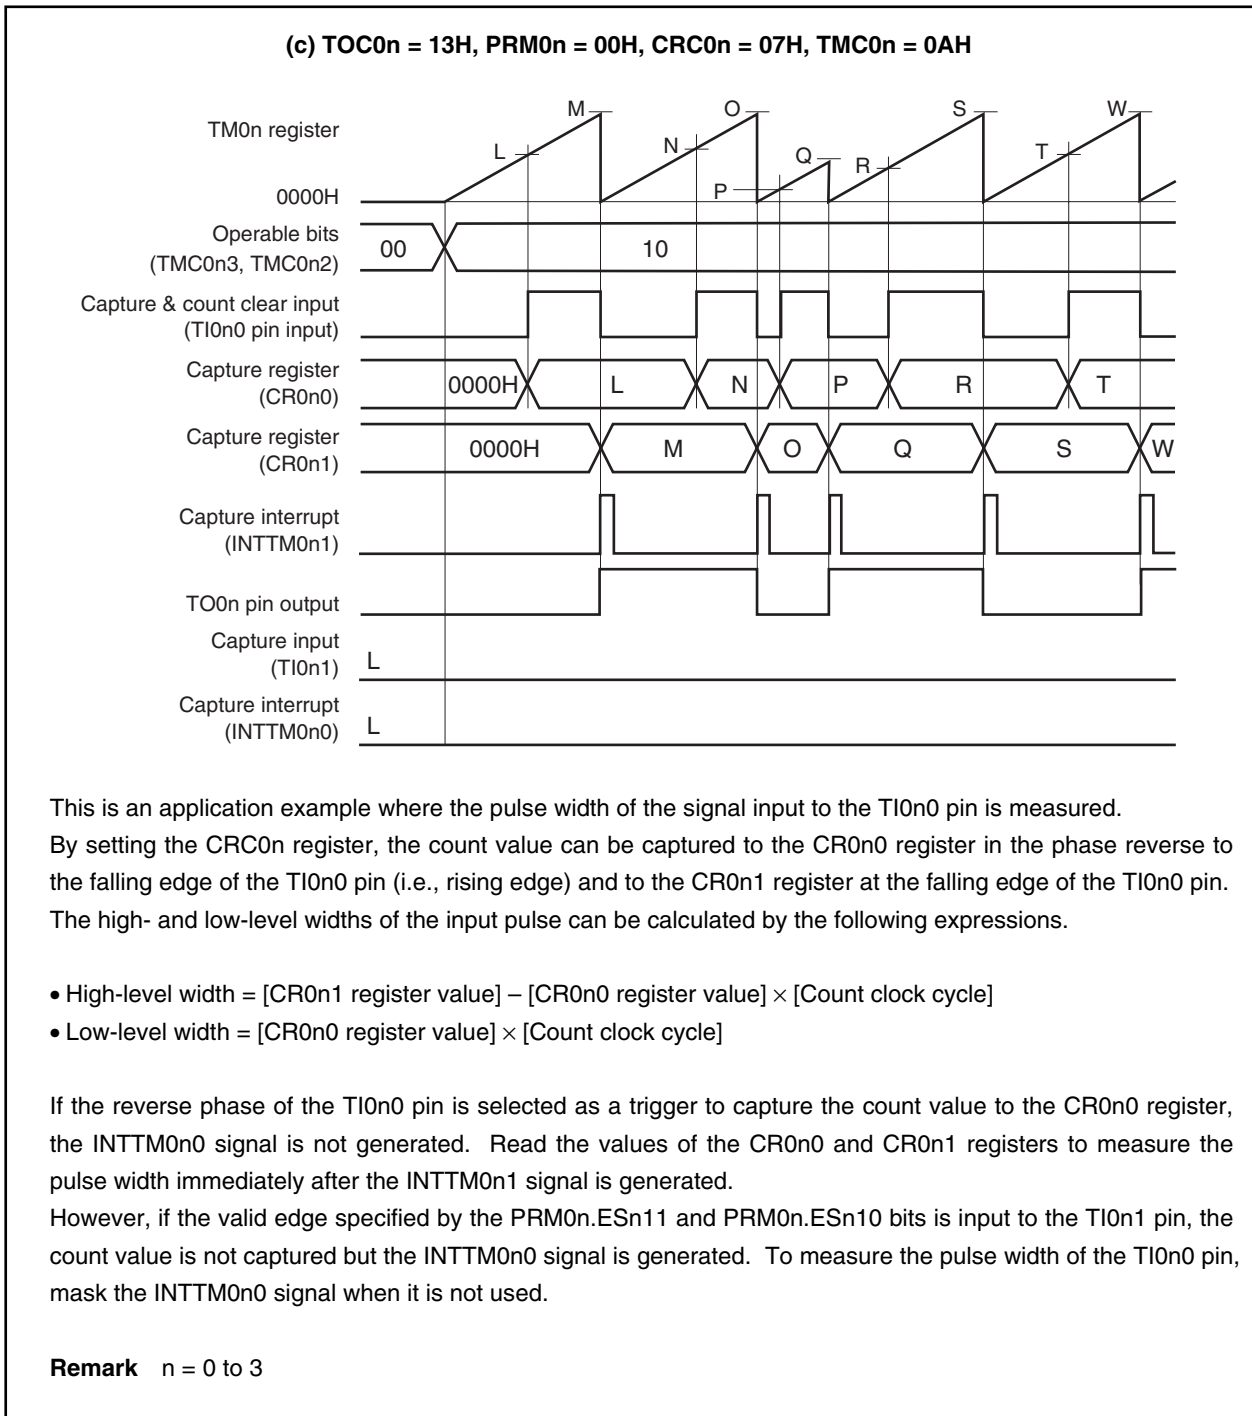 (c) TOC0n = 13H, PRM0n = 00H, CRC0n = 07H, TMC0n = 0AH
M O S W
TM0n register
L N Q R T
P
0000H
Operable bits
(TMC0n3, TMC0n2)
00 10
Capture & count clear input
(TI0n0 pin input)
Capture register
(CR0n0)
0000H L N P R T
Capture register
(CR0n1)
0000H M O Q S W
Capture interrupt
(INTTM0n1)
TO0n pin output
Capture input
(TI0n1)
L
Capture interrupt
(INTTM0n0)
L
This is an application example where the pulse width of the signal input to the TI0n0 pin is measured.
By setting the CRC0n register, the count value can be captured to the CR0n0 register in the phase reverse to
the falling edge of the TI0n0 pin (i.e., rising edge) and to the CR0n1 register at the falling edge of the TI0n0 pin.
The high- and low-level widths of the input pulse can be calculated by the following expressions.
• High-level width = [CR0n1 register value] – [CR0n0 register value] × [Count clock cycle]
• Low-level width = [CR0n0 register value] × [Count clock cycle]
If the reverse phase of the TI0n0 pin is selected as a trigger to capture the count value to the CR0n0 register,
the INTTM0n0 signal is not generated. Read the values of the CR0n0 and CR0n1 registers to measure the
pulse width immediately after the INTTM0n1 signal is generated.
However, if the valid edge specified by the PRM0n.ESn11 and PRM0n.ESn10 bits is input to the TI0n1 pin, the
count value is not captured but the INTTM0n0 signal is generated. To measure the pulse width of the TI0n0 pin,
mask the INTTM0n0 signal when it is not used.
Remark n = 0 to 3